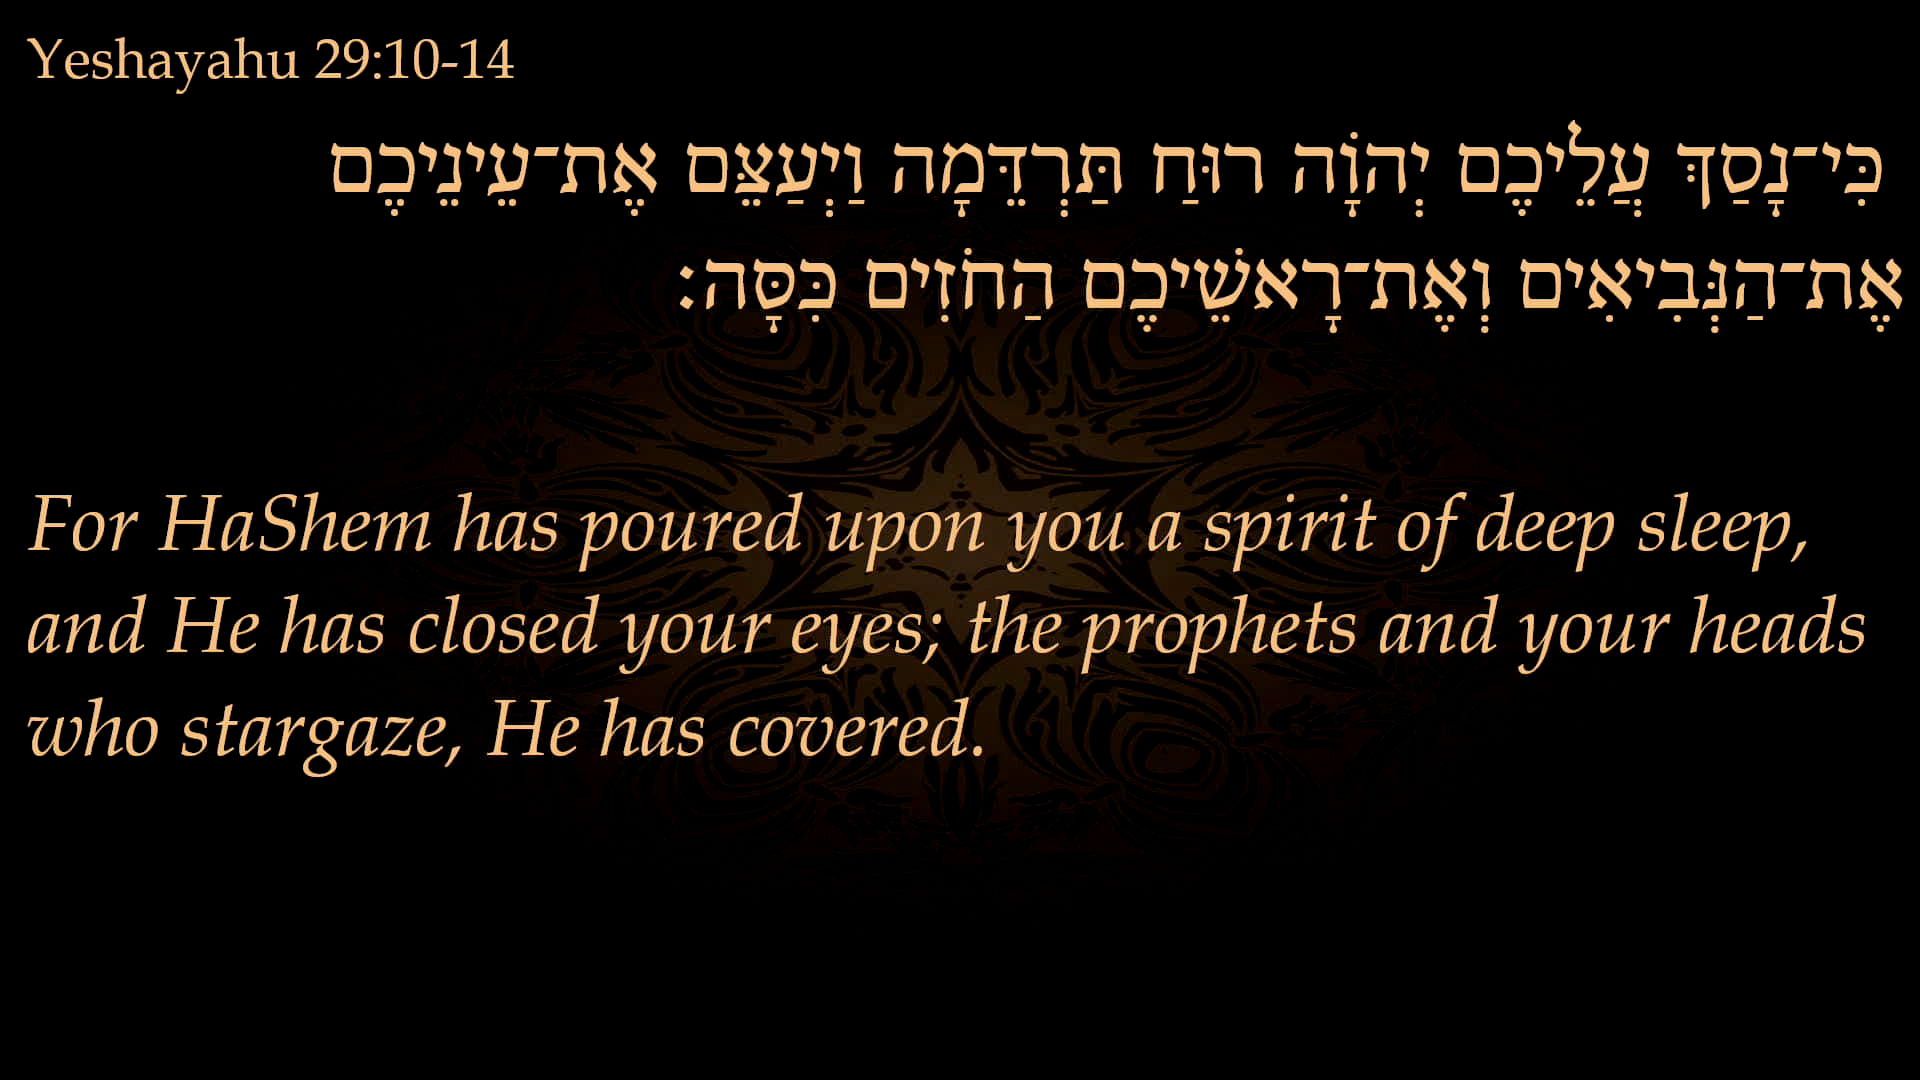 Yeshayahu 29:10-14
כִּי־נָסַךְ עֲלֵיכֶם יְהוָֹה רוּחַ תַּרְדֵּמָה וַיְעַצֵּם אֶת־עֵינֵיכֶם
אֶת־הַנְּבִיאִים וְאֶת־רָאשֵׁיכֶם הַחֹזִים כִּסָּה׃
For HaShem has poured upon you a spirit of deep sleep,
and He has closed your eyes; the prophets and your heads
who stargaze, He has covered.